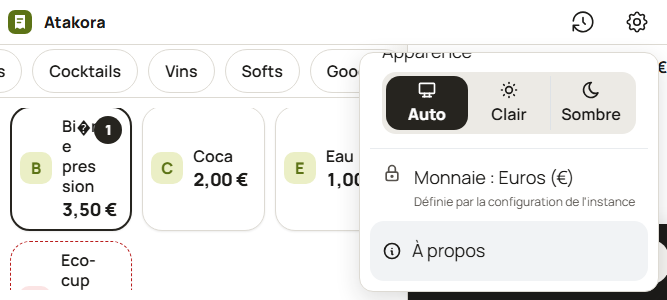 Atakora
s
Cocktails
Vins
Softs
Goo
€
Apparence
Auto
Clair
Sombre
B
Bi�r
e
pres
sion
3,50 €
1
C
Coca
2,00 €
E
Eau
1,00
Monnaie : Euros (€)
Définie par la configuration de l'instance
À propos
Eco-
cup